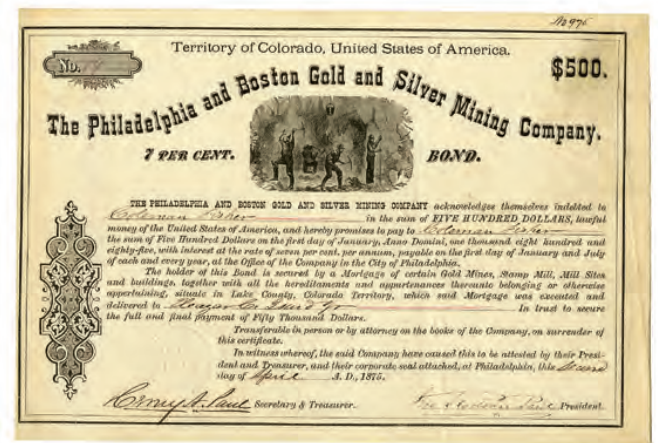 No 976
Territory of Colorado, United States of America.
No.
$500.
The Philadelphia and Boston Gold and Silver Mining Company.
7 PER CENT. BOND.
THE PHILADELPHIA AND BOSTON GOLD AND SILVER MINING COMPANY acknowledges themselves indebted to
Coleman Fisher in the sum of FIVE HUNDRED DOLLARS, lawful
money of the United States of America, and hereby promises to pay to Coleman Fisher
the sum of Five Hundred Dollars on the first day of January, Anno Domini, one thousand eight hundred and
eighty-five, with interest at the rate of seven per cent. per annum, payable on the first day of January and July
of each and every year, at the Office of the Company in the City of Philadelphia.
The holder of this Bond is secured by a Mortgage of certain Gold Mines, Stamp Mill, Mill Sites
and buildings, together with all the hereditaments and appurtenances thereunto belonging or otherwise
appertaining, situate in Lake County, Colorado Territory, which said Mortgage was executed and
delivered to In trust to secure
the full and final payment of Fifty Thousand Dollars.
Transferable in person or by attorney on the books of the Company, on surrender of
this certificate.
In witness whereof, the said Company have caused this to be attested by their Presi-
dent and Treasurer, and their corporate seal attached, at Philadelphia, this Second
day of April A. D., 1875.
Paul Secretary & Treasurer. Paul President.